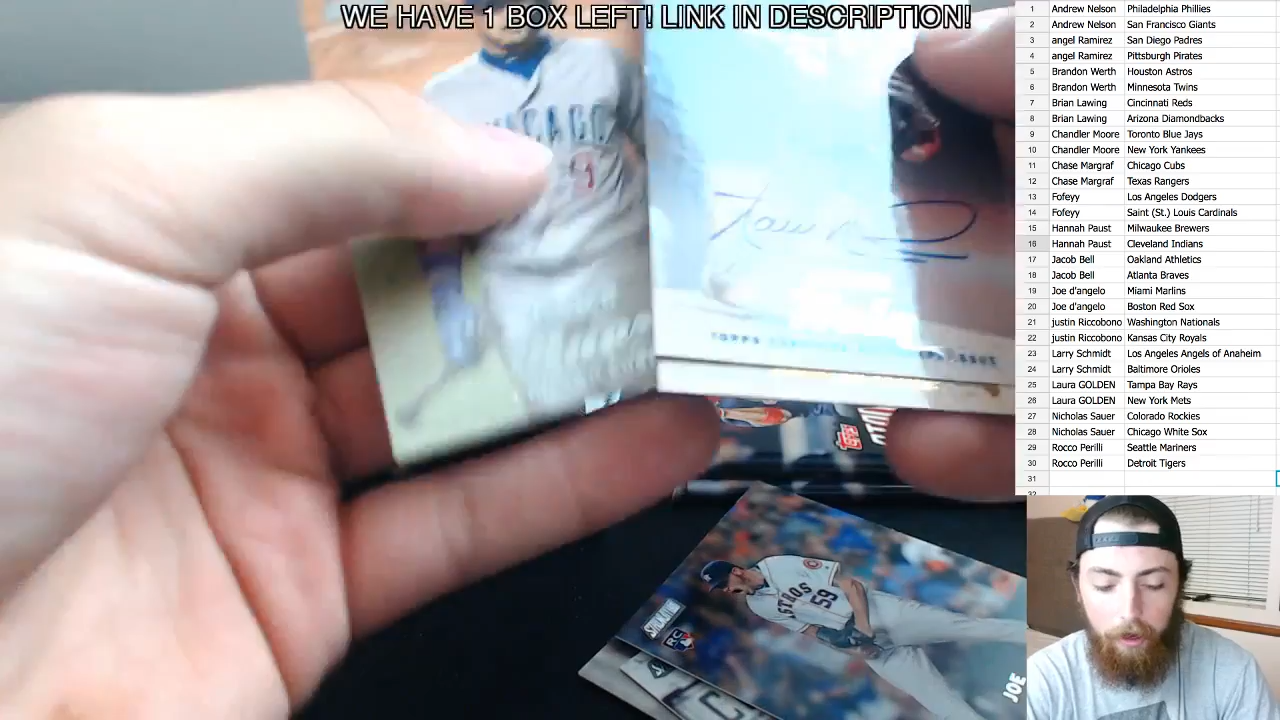 WE HAVE 1 BOX LEFT! LINK IN DESCRIPTION!
1 Andrew Nelson Philadelphia Phillies
2 Andrew Nelson San Francisco Giants
3 angel Ramirez San Diego Padres
4 angel Ramirez Pittsburgh Pirates
5 Brandon Werth Houston Astros
6 Brandon Werth Minnesota Twins
7 Brian Lawing Cincinnati Reds
8 Brian Lawing Arizona Diamondbacks
9 Chandler Moore Toronto Blue Jays
10 Chandler Moore New York Yankees
11 Chase Margraf Chicago Cubs
12 Chase Margraf Texas Rangers
13 Fofeyy Los Angeles Dodgers
14 Fofeyy Saint (St.) Louis Cardinals
15 Hannah Paust Milwaukee Brewers
16 Hannah Paust Cleveland Indians
17 Jacob Bell Oakland Athletics
18 Jacob Bell Atlanta Braves
19 Joe d'angelo Miami Marlins
20 Joe d'angelo Boston Red Sox
21 justin Riccobono Washington Nationals
22 justin Riccobono Kansas City Royals
23 Larry Schmidt Los Angeles Angels of Anaheim
24 Larry Schmidt Baltimore Orioles
25 Laura GOLDEN Tampa Bay Rays
26 Laura GOLDEN New York Mets
27 Nicholas Sauer Colorado Rockies
28 Nicholas Sauer Chicago White Sox
29 Rocco Perilli Seattle Mariners
30 Rocco Perilli Detroit Tigers
31
TOPPS
Topps
STROS
59
RC
JOE